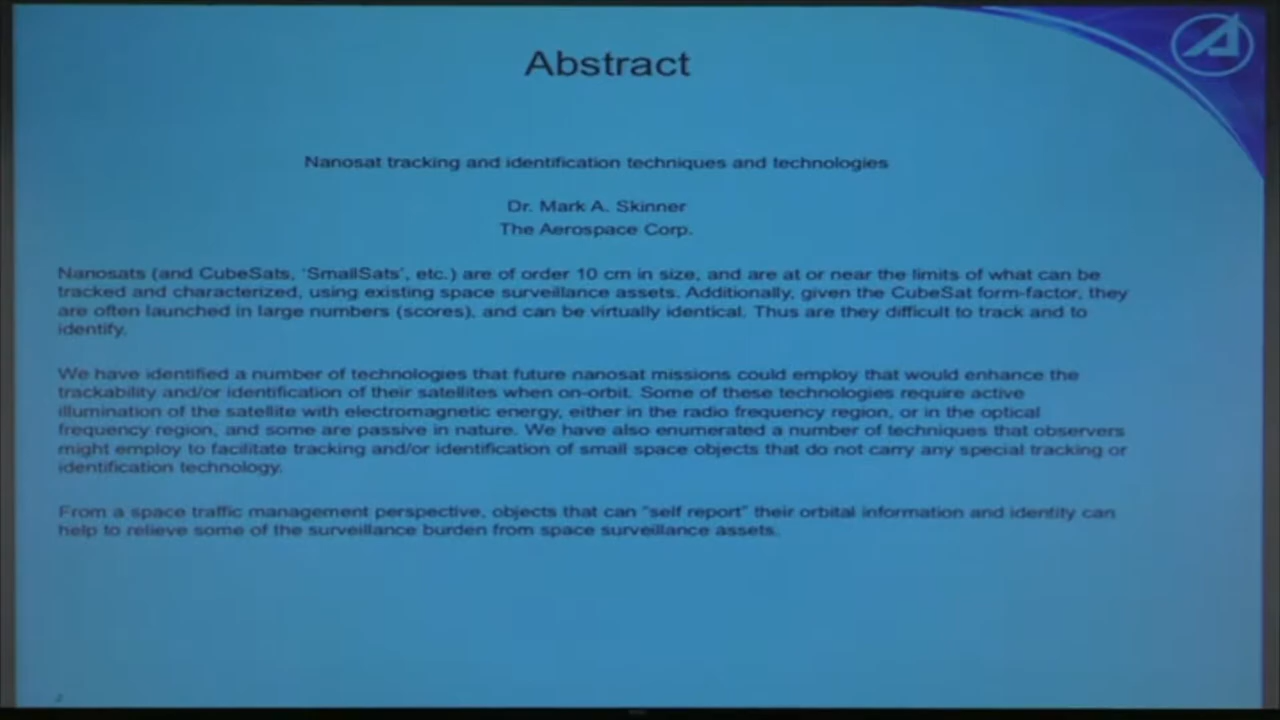 Abstract
Nanosat tracking and identification techniques and technologies
Dr. Mark A. Skinner
The Aerospace Corp.
Nanosats (and CubeSats, 'SmallSats', etc.) are of order 10 cm in size, and are at or near the limits of what can be
tracked and characterized, using existing space surveillance assets. Additionally, given the CubeSat form-factor, they
are often launched in large numbers (scores), and can be virtually identical. Thus are they difficult to track and to
identify.
We have identified a number of technologies that future nanosat missions could employ that would enhance the
trackability and/or identification of their satellites when on-orbit. Some of these technologies require active
illumination of the satellite with electromagnetic energy, either in the radio frequency region, or in the optical
frequency region, and some are passive in nature. We have also enumerated a number of techniques that observers
might employ to facilitate tracking and/or identification of small space objects that do not carry any special tracking or
identification technology.
From a space traffic management perspective, objects that can "self report" their orbital information and identity can
help to relieve some of the surveillance burden from space surveillance assets.